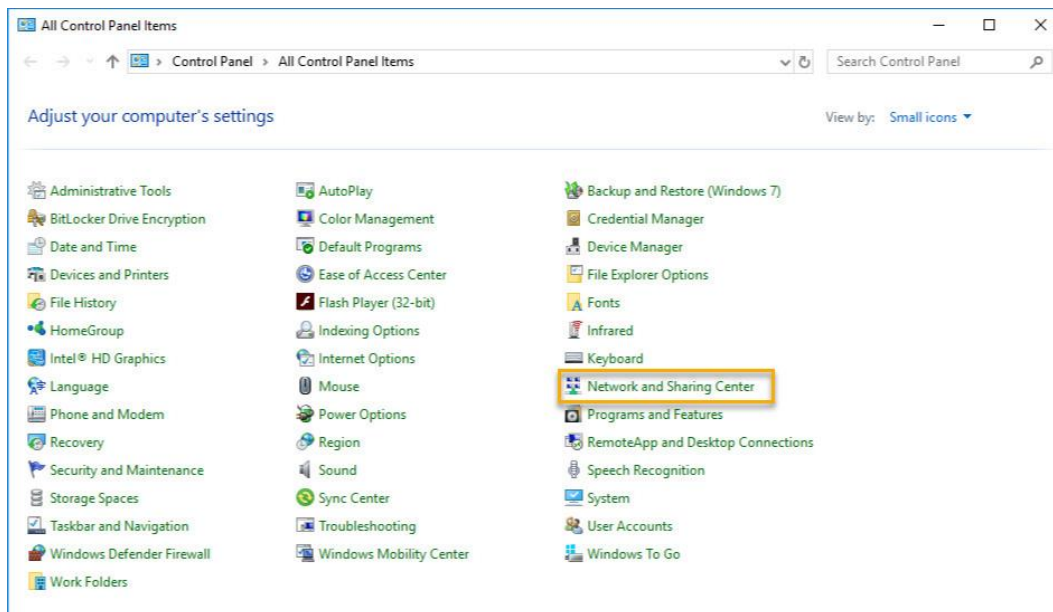 All Control Panel Items
Control Panel > All Control Panel Items
Search Control Panel
Adjust your computer's settings
View by: Small icons
Administrative Tools
AutoPlay
Backup and Restore (Windows 7)
BitLocker Drive Encryption
Color Management
Credential Manager
Date and Time
Default Programs
Device Manager
Devices and Printers
Ease of Access Center
File Explorer Options
File History
Flash Player (32-bit)
Fonts
HomeGroup
Indexing Options
Infrared
Intel® HD Graphics
Internet Options
Keyboard
Language
Mouse
Network and Sharing Center
Phone and Modem
Power Options
Programs and Features
Recovery
Region
RemoteApp and Desktop Connections
Security and Maintenance
Sound
Speech Recognition
Storage Spaces
Sync Center
System
Taskbar and Navigation
Troubleshooting
User Accounts
Windows Defender Firewall
Windows Mobility Center
Windows To Go
Work Folders